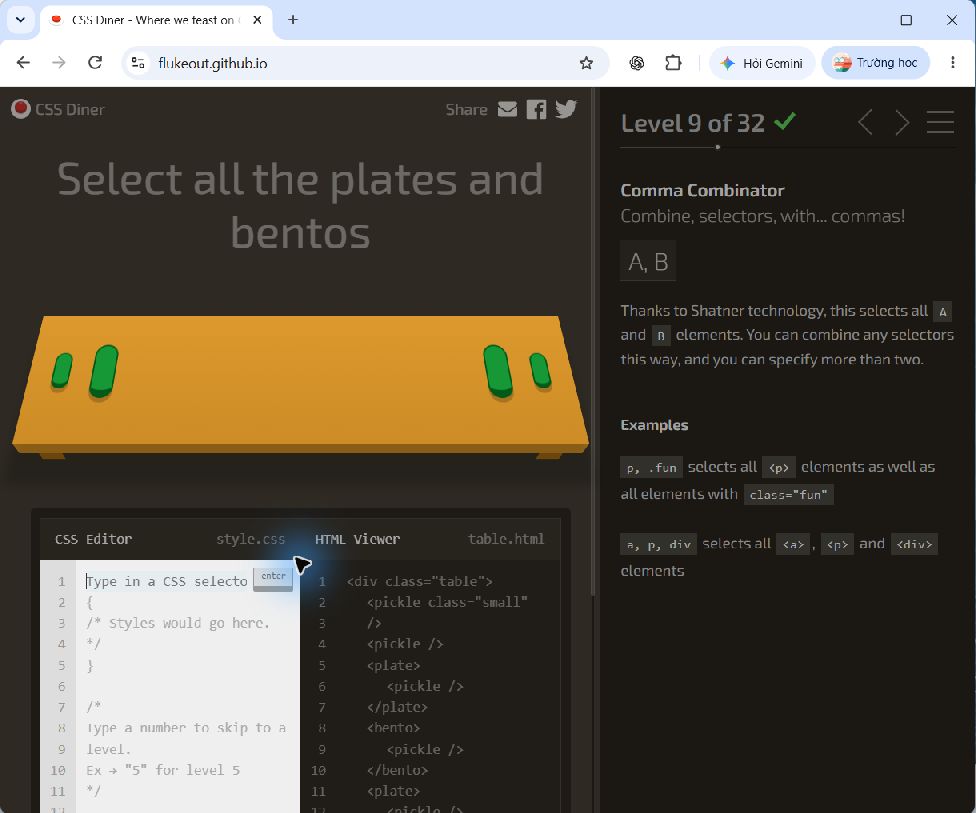 CSS Diner - Where we feast on
flukeout.github.io
Hỏi Gemini
Trường học
CSS Diner
Share
Select all the plates and
bentos
CSS Editor
style.css
1 Type in a CSS selecto
enter
2 {
3 /* Styles would go here.
4 */
5 }
6
7 /*
8 Type a number to skip to a
9 level.
10 Ex → "5" for level 5
11 */
12
HTML Viewer
table.html
1 <div class="table">
2 <pickle class="small"
3 />
4 <pickle />
5 <plate>
6 <pickle />
7 </plate>
8 <bento>
9 <pickle />
10 </bento>
11 <plate>
12 <pickle />
Level 9 of 32
Comma Combinator
Combine, selectors, with... commas!
A, B
Thanks to Shatner technology, this selects all A
and B elements. You can combine any selectors
this way, and you can specify more than two.
Examples
p, .fun selects all <p> elements as well as
all elements with class="fun"
a, p, div selects all <a>, <p> and <div>
elements